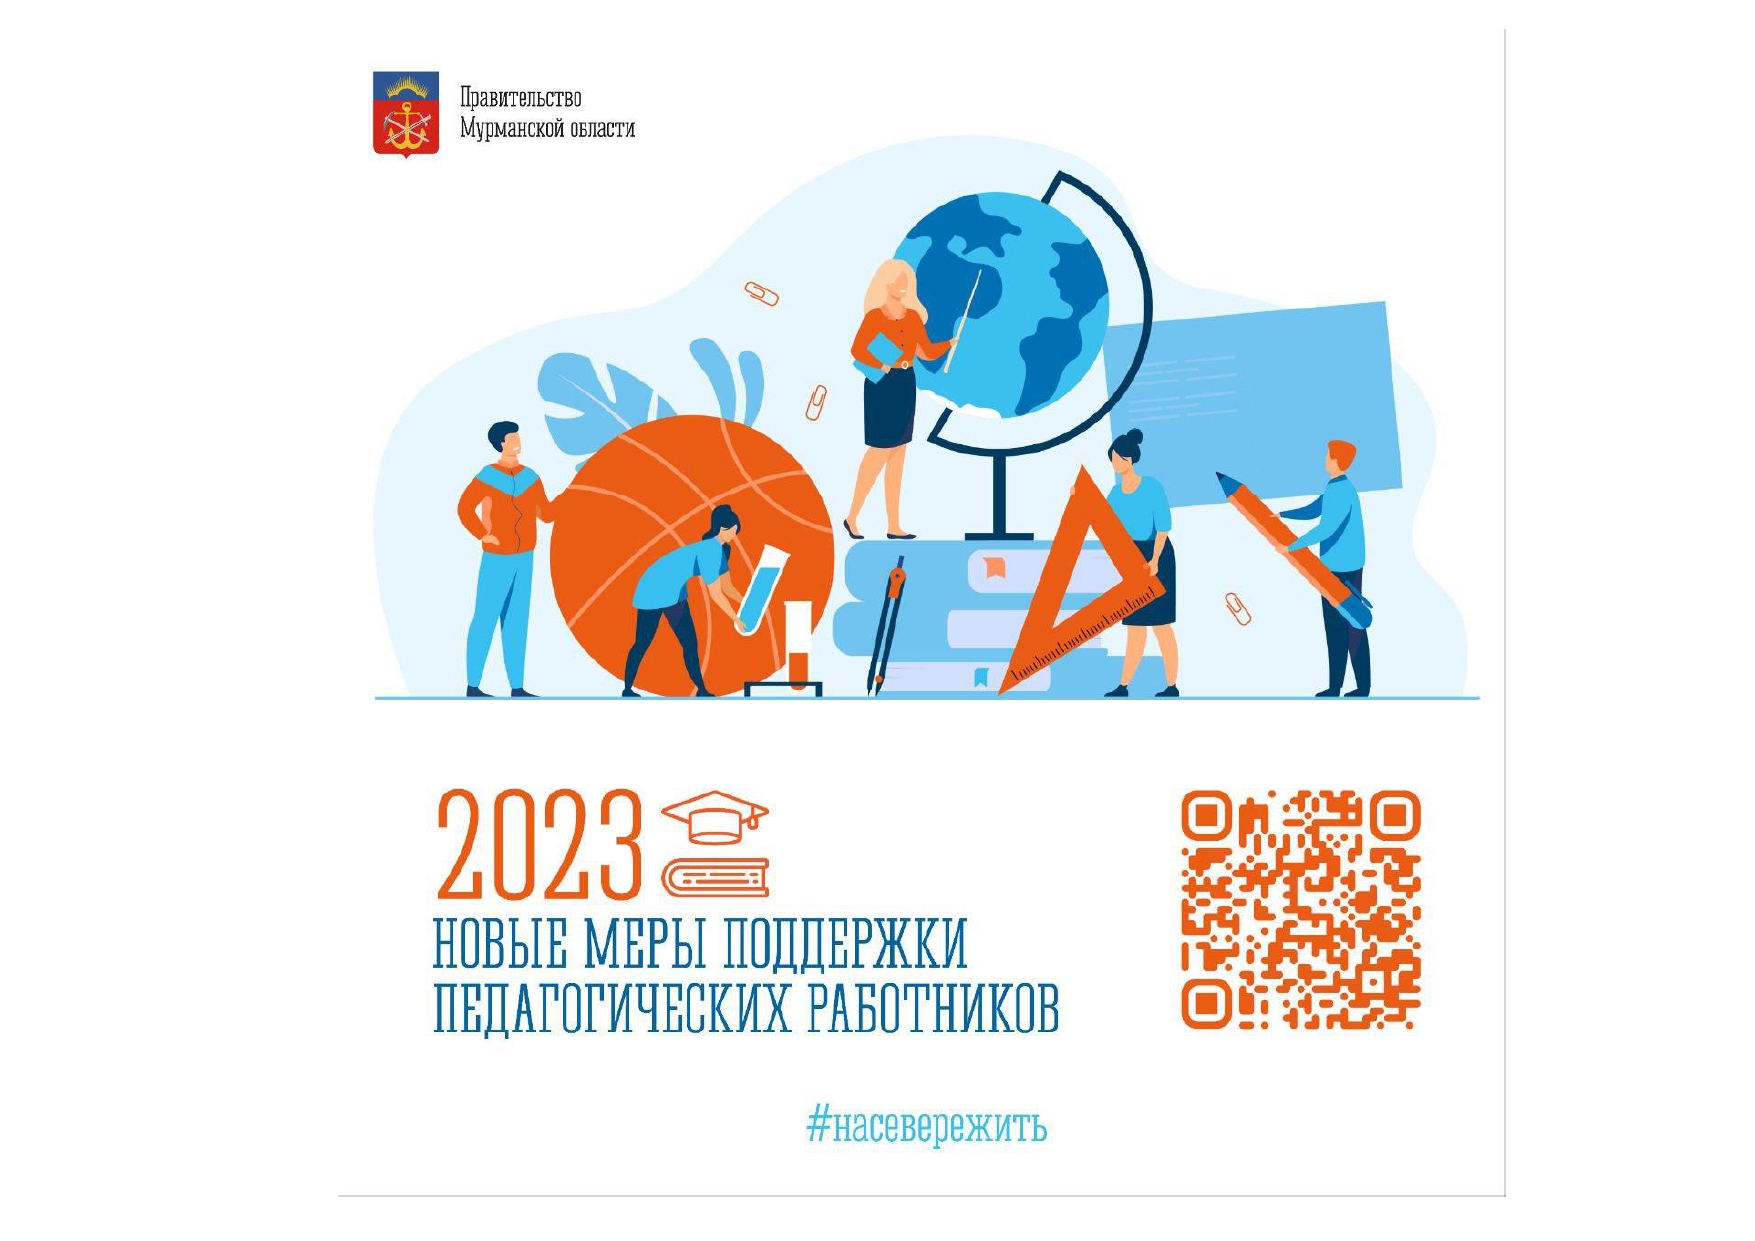 Правительство
Мурманской области
2023
НОВЫЕ МЕРЫ ПОДДЕРЖКИ
ПЕДАГОГИЧЕСКИХ РАБОТНИКОВ
#насевережить